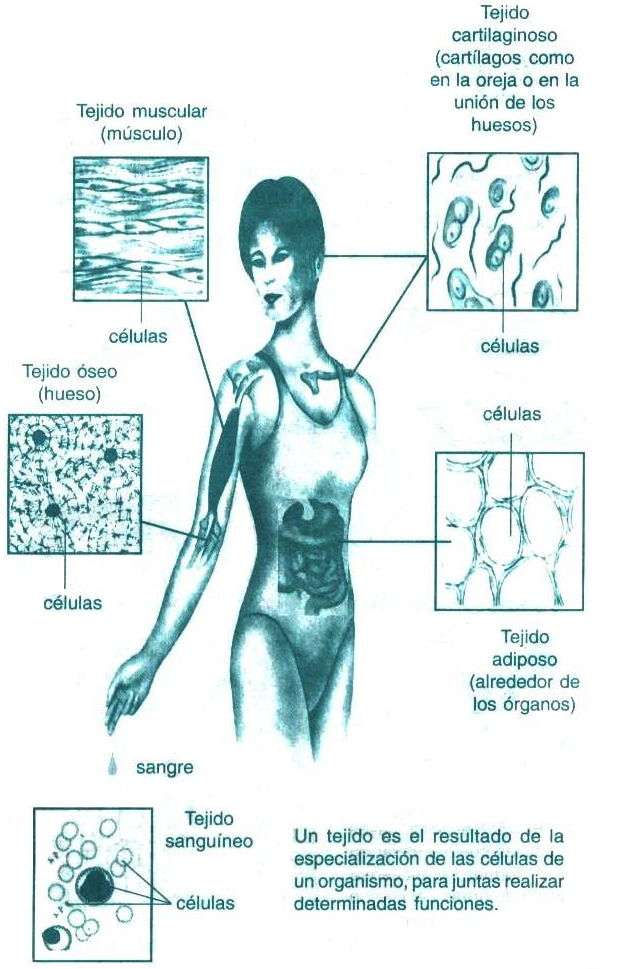 Tejido
cartilaginoso
(cartílagos como
en la oreja o en la
unión de los
huesos)
Tejido muscular
(músculo)
células
células
Tejido óseo
(hueso)
células
células
Tejido
adiposo
(alrededor de
los órganos)
sangre
Tejido
sanguíneo
células
Un tejido es el resultado de la
especialización de las células de
un organismo, para juntas realizar
determinadas funciones.